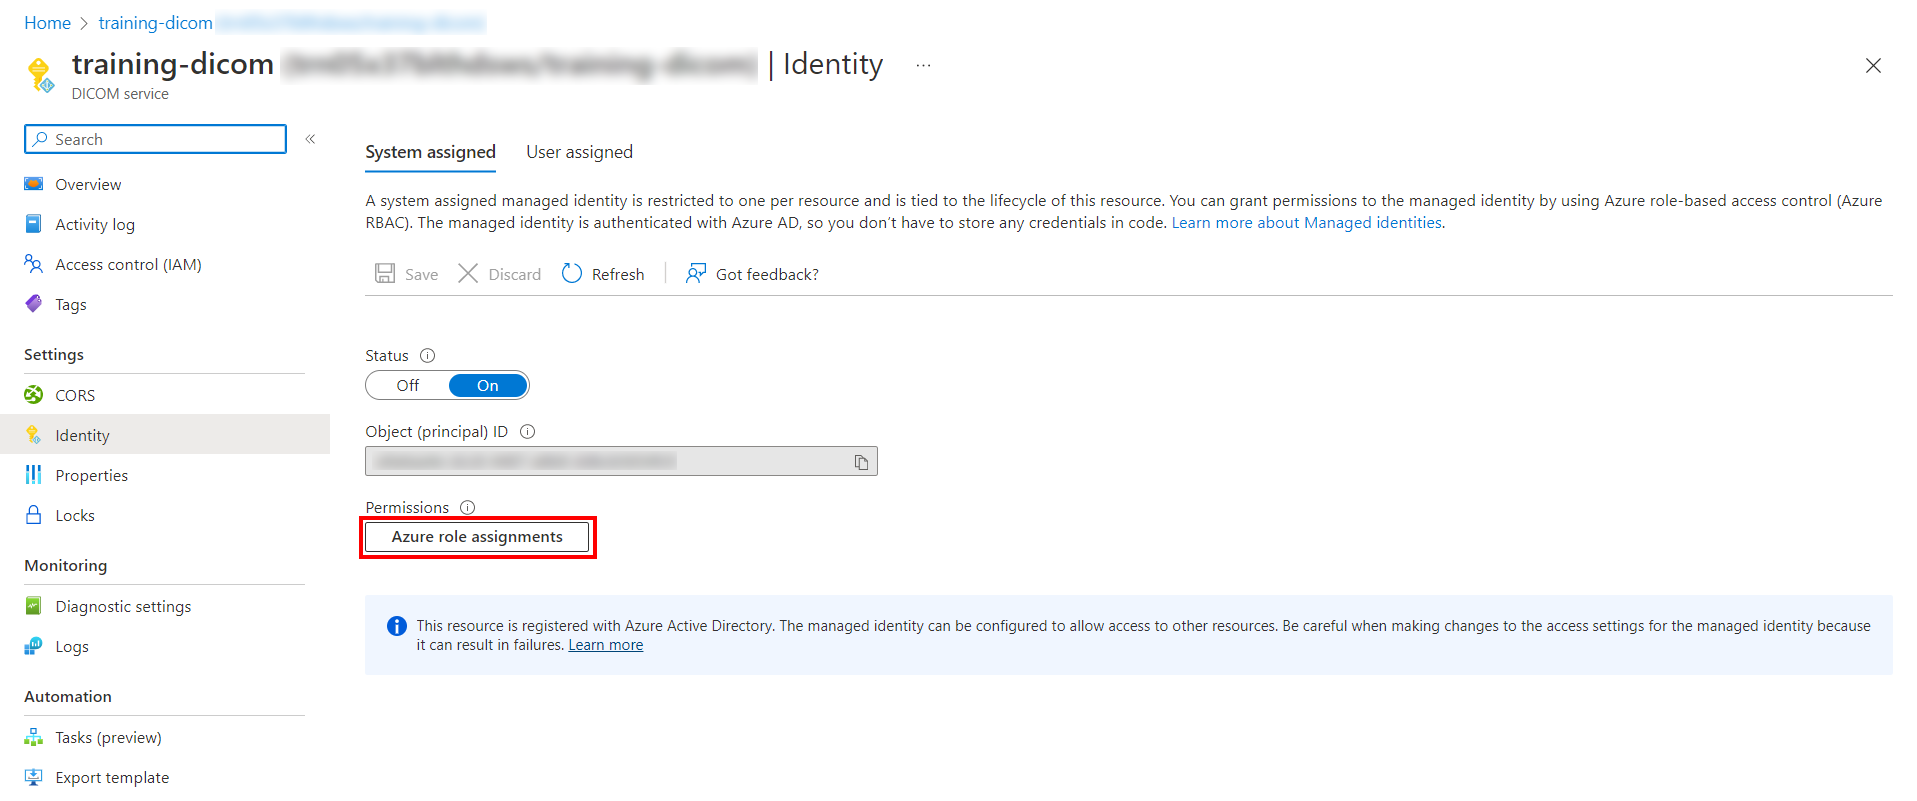 Home > training-dicom
training-dicom | Identity ...
DICOM service
Search «
Overview
Activity log
Access control (IAM)
Tags
Settings
CORS
Identity
Properties
Locks
Monitoring
Diagnostic settings
Logs
Automation
Tasks (preview)
Export template
System assigned User assigned
A system assigned managed identity is restricted to one per resource and is tied to the lifecycle of this resource. You can grant permissions to the managed identity by using Azure role-based access control (Azure
RBAC). The managed identity is authenticated with Azure AD, so you don't have to store any credentials in code. Learn more about Managed identities.
Save Discard Refresh Got feedback?
Status
Off On
Object (principal) ID
Permissions
Azure role assignments
This resource is registered with Azure Active Directory. The managed identity can be configured to allow access to other resources. Be careful when making changes to the access settings for the managed identity because
it can result in failures. Learn more